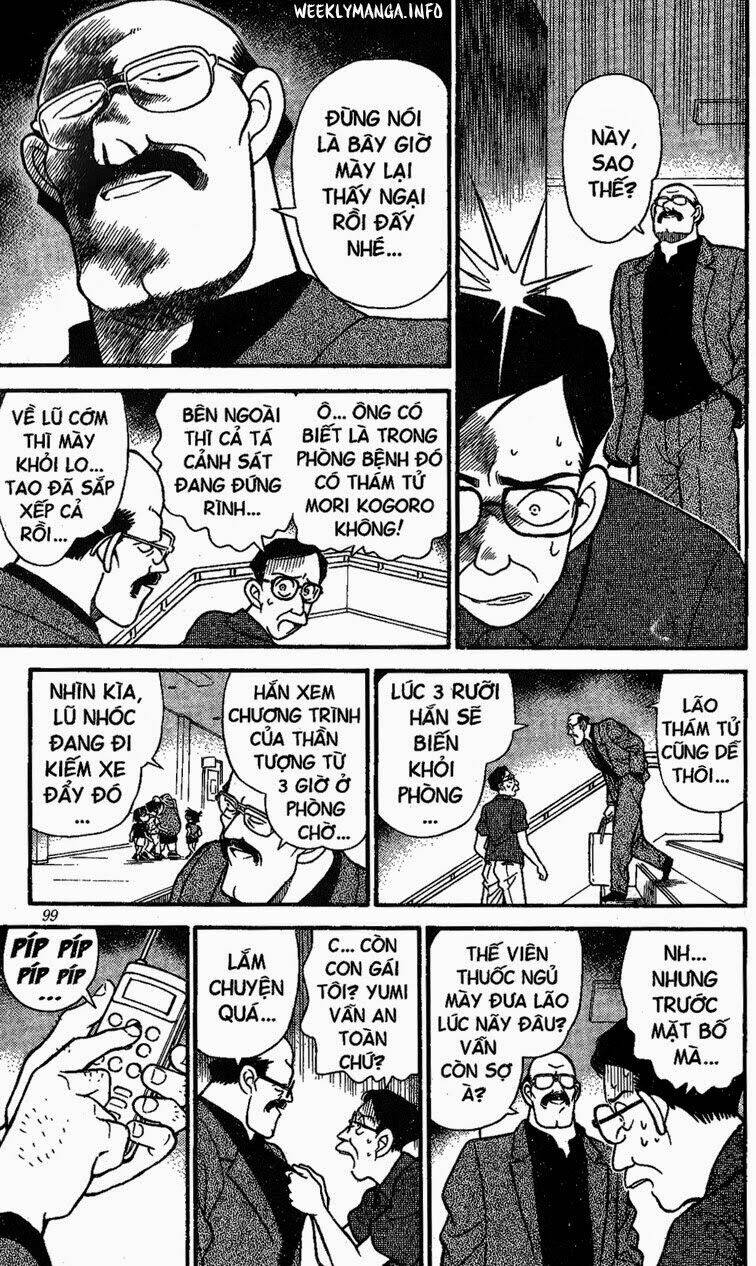 WEEKLYMANGA.INFO
NÀY,
SAO
THẾ?
ĐỪNG NÓI
LÀ BÂY GIỜ
MÀY LẠI
THẤY NGẠI
RỒI ĐẤY
NHÉ...
Ô... ÔNG CÓ
BIẾT LÀ TRONG
PHÒNG BỆNH ĐÓ
CÓ THÁM TỬ
MORI KOGORO
KHÔNG!
BÊN NGOÀI
THÌ CẢ TÁ
CẢNH SÁT
ĐANG ĐỨNG
RÌNH...
VỀ LŨ CỚM
THÌ MÀY
KHỎI LO...
TAO ĐÃ SẮP
XẾP CẢ
RỒI...
LÃO
THÁM TỬ
CŨNG DỄ
THÔI...
LÚC 3 RƯỠI
HẮN SẼ
BIẾN
KHỎI
PHÒNG
...
HẮN XEM
CHƯƠNG TRÌNH
CỦA THẦN
TƯỢNG TỪ
3 GIỜ Ở
PHÒNG
CHỜ...
NHÌN KÌA,
LŨ NHÓC
ĐANG ĐI
KIẾM XE
ĐẨY ĐÓ
...
99
NH...
NHƯNG
TRƯỚC
MẶT BỐ
MÀ...
THẾ VIÊN
THUỐC NGỦ
MÀY ĐƯA LÃO
LÚC NÃY ĐÂU?
VẪN
CÒN SỢ
À?
C... CÒN
CON GÁI
TÔI? YUMI
VẪN AN
TOÀN
CHỨ?
LẮM
CHUYỆN
QUÁ...
PÍP PÍP
PÍP PÍP
...